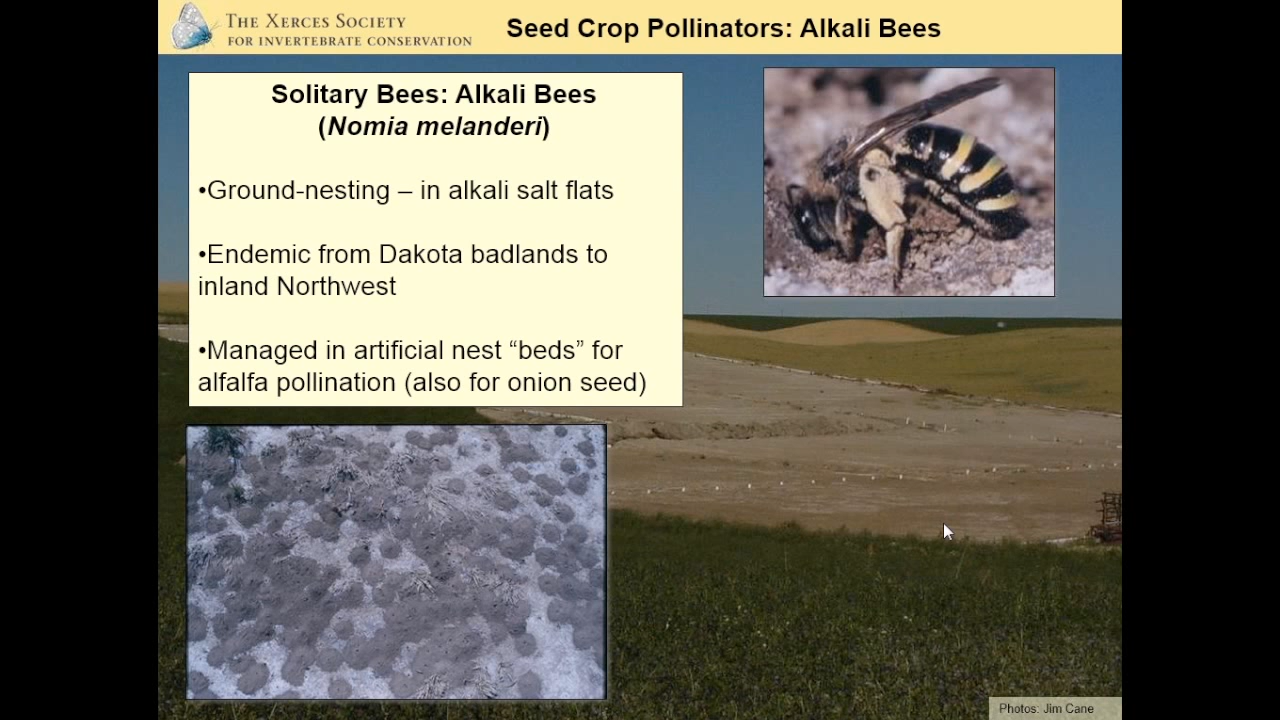 THE XERCES SOCIETY
FOR INVERTEBRATE CONSERVATION
Seed Crop Pollinators: Alkali Bees
Solitary Bees: Alkali Bees
(Nomia melanderi)
•Ground-nesting – in alkali salt flats
•Endemic from Dakota badlands to
inland Northwest
•Managed in artificial nest “beds” for
alfalfa pollination (also for onion seed)
Photos: Jim Cane